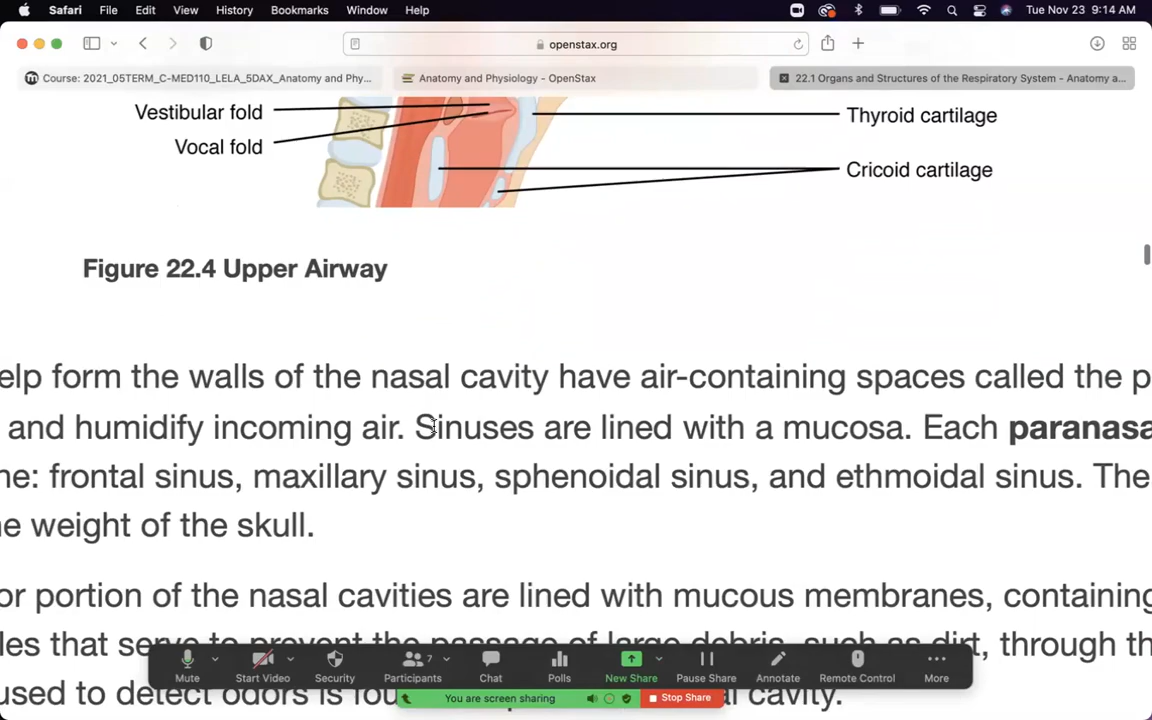 Safari File Edit View History Bookmarks Window Help Tue Nov 23 9:14 AM
openstax.org
Course: 2021_05TERM_C-MED110_LELA_5DAX_Anatomy and Phy... Anatomy and Physiology - OpenStax 22.1 Organs and Structures of the Respiratory System - Anatomy a...
Vestibular fold
Thyroid cartilage
Vocal fold
Cricoid cartilage
Figure 22.4 Upper Airway
elp form the walls of the nasal cavity have air-containing spaces called the p
and humidify incoming air. Sinuses are lined with a mucosa. Each paranasa
ne: frontal sinus, maxillary sinus, sphenoidal sinus, and ethmoidal sinus. The
e weight of the skull.
or portion of the nasal cavities are lined with mucous membranes, containing
les that serve to prevent the passage of large debris, such as dirt, through th
Mute Start Video Security Participants 7 Chat Polls New Share Pause Share Annotate Remote Control More
used to detect odors is fou
al cavity.
You are screen sharing Stop Share